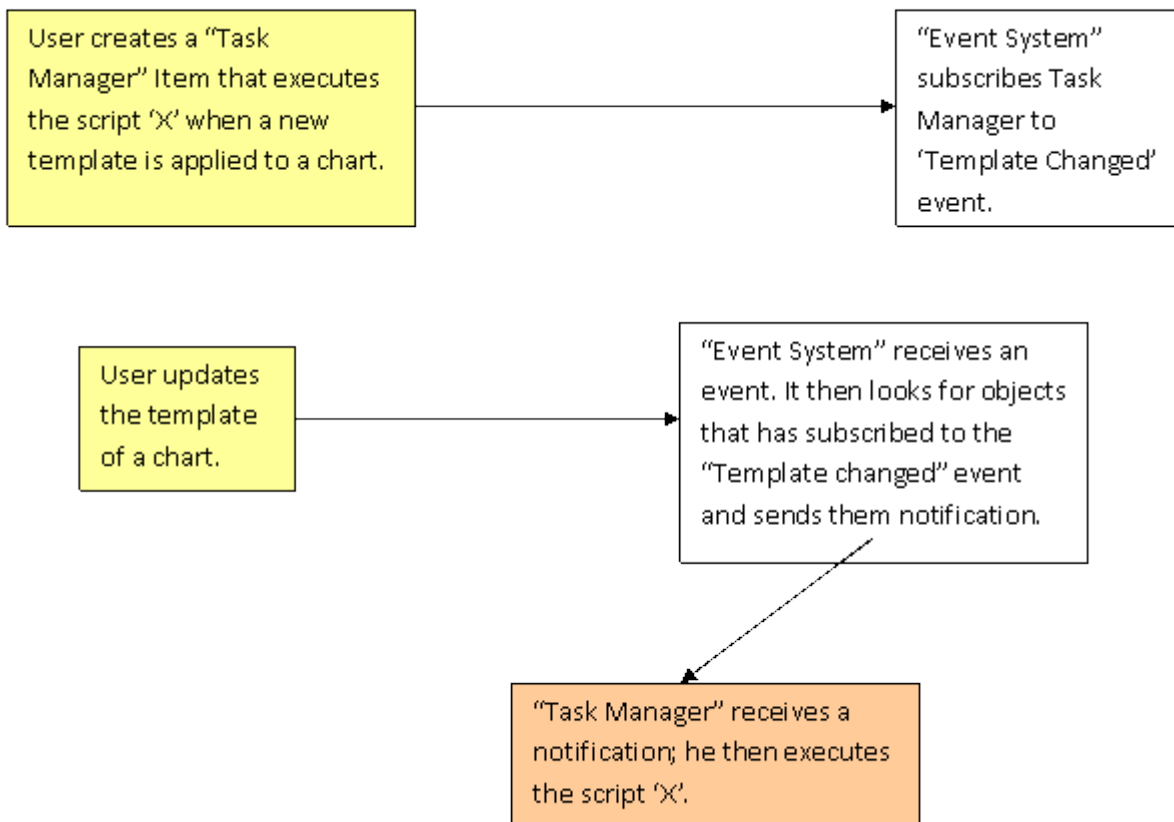 User creates a “Task
Manager” Item that executes
the script ‘X’ when a new
template is applied to a chart.
“Event System”
subscribes Task
Manager to
‘Template Changed’
event.
User updates
the template
of a chart.
“Event System” receives an
event. It then looks for objects
that has subscribed to the
“Template changed” event
and sends them notification.
“Task Manager” receives a
notification; he then executes
the script ‘X’.